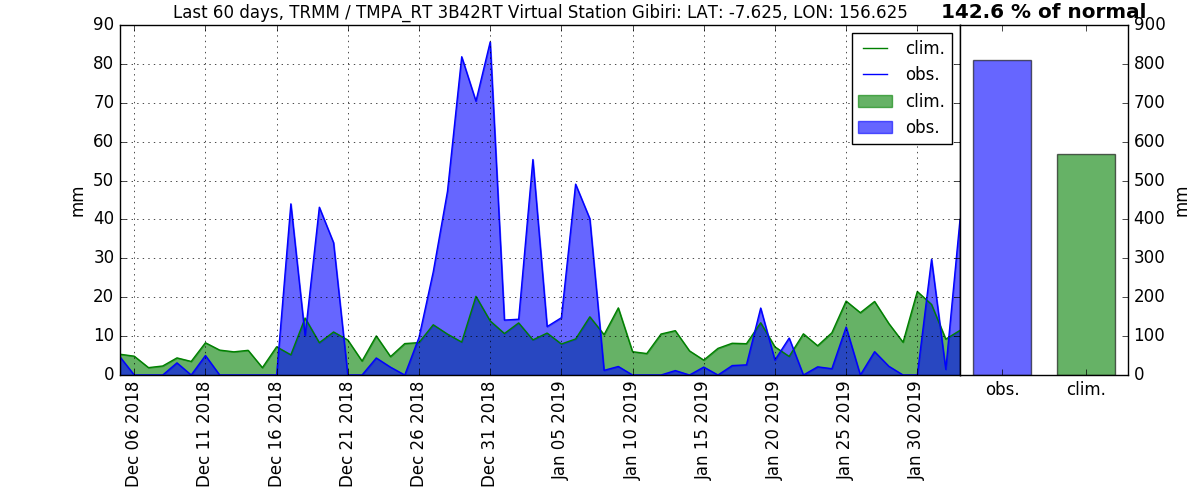 Last 60 days, TRMM / TMPA_RT 3B42RT Virtual Station Gibiri: LAT: -7.625, LON: 156.625
142.6 % of normal
90
80
70
60
50
40
30
20
10
0
mm
clim.
obs.
clim.
obs.
900
800
700
600
500
400
300
200
100
0
mm
Dec 06 2018
Dec 11 2018
Dec 16 2018
Dec 21 2018
Dec 26 2018
Dec 31 2018
Jan 05 2019
Jan 10 2019
Jan 15 2019
Jan 20 2019
Jan 25 2019
Jan 30 2019
obs.
clim.